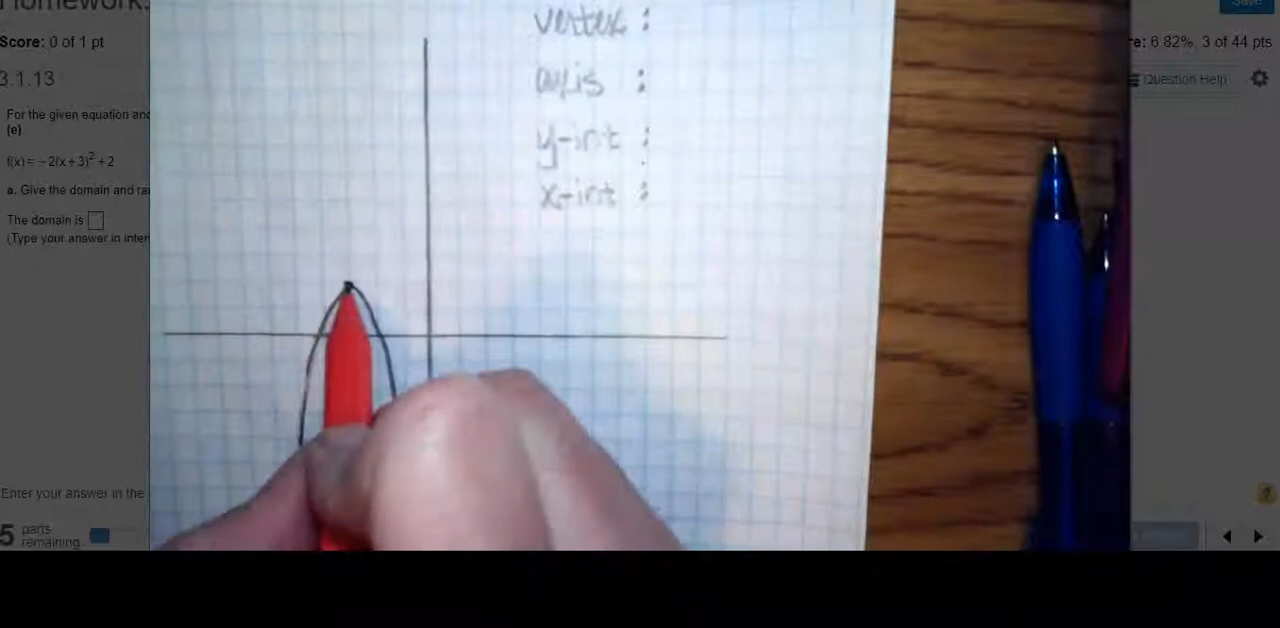 Homework:
Save
Score: 0 of 1 pt
re: 6.82%, 3 of 44 pts
3.1.13
Question Help
For the given equation and
(e)
f(x) = −2(x+3)² + 2
a. Give the domain and ra
The domain is
(Type your answer in inter
Enter your answer in the
5 parts remaining
?
vertex :
axis :
y-int :
x-int :